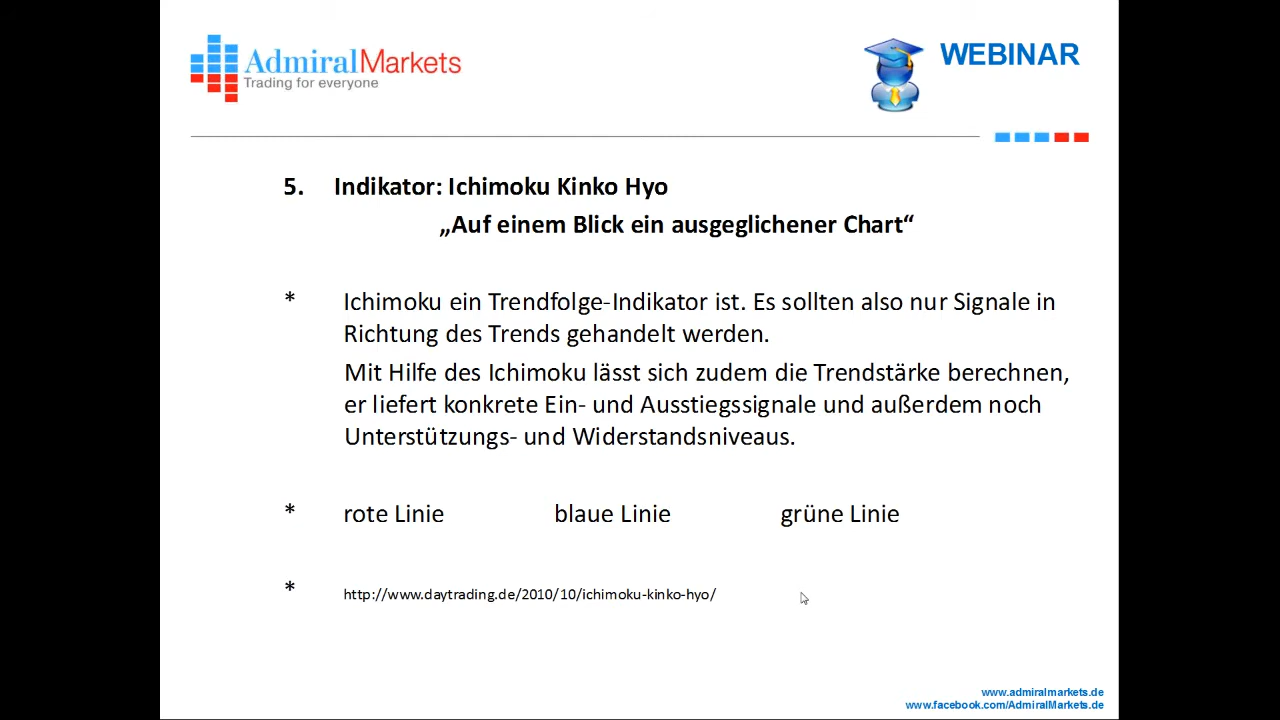 AdmiralMarkets
Trading for everyone
WEBINAR
5. Indikator: Ichimoku Kinko Hyo
„Auf einem Blick ein ausgeglichener Chart“
* Ichimoku ein Trendfolge-Indikator ist. Es sollten also nur Signale in
Richtung des Trends gehandelt werden.
Mit Hilfe des Ichimoku lässt sich zudem die Trendstärke berechnen,
er liefert konkrete Ein- und Ausstiegssignale und außerdem noch
Unterstützungs- und Widerstandsniveaus.
* rote Linie blaue Linie grüne Linie
* http://www.daytrading.de/2010/10/ichimoku-kinko-hyo/
www.admiralmarkets.de
www.facebook.com/AdmiralMarkets.de